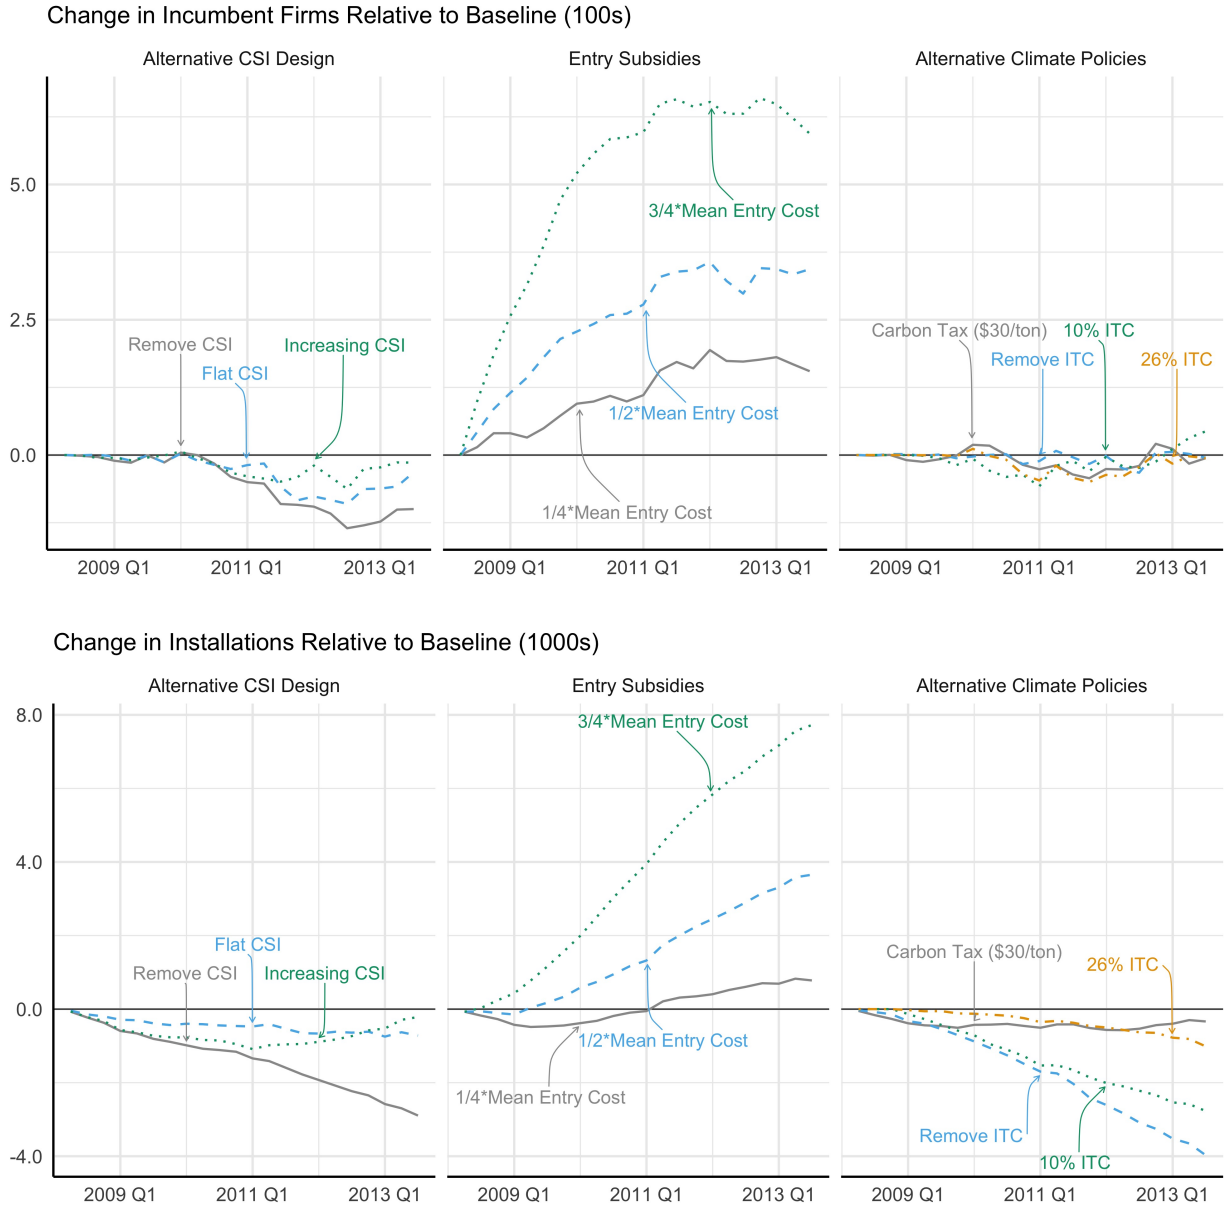 Change in Incumbent Firms Relative to Baseline (100s)
Alternative CSI Design
Entry Subsidies
Alternative Climate Policies
5.0
2.5
0.0
Remove CSI
Flat CSI
Increasing CSI
3/4*Mean Entry Cost
1/2*Mean Entry Cost
1/4*Mean Entry Cost
Carbon Tax ($30/ton)
10% ITC
Remove ITC
26% ITC
2009 Q1
2011 Q1
2013 Q1
2009 Q1
2011 Q1
2013 Q1
2009 Q1
2011 Q1
2013 Q1
Change in Installations Relative to Baseline (1000s)
Alternative CSI Design
Entry Subsidies
Alternative Climate Policies
8.0
4.0
0.0
-4.0
Flat CSI
Remove CSI
Increasing CSI
3/4*Mean Entry Cost
1/2*Mean Entry Cost
1/4*Mean Entry Cost
Carbon Tax ($30/ton)
26% ITC
Remove ITC
10% ITC
2009 Q1
2011 Q1
2013 Q1
2009 Q1
2011 Q1
2013 Q1
2009 Q1
2011 Q1
2013 Q1